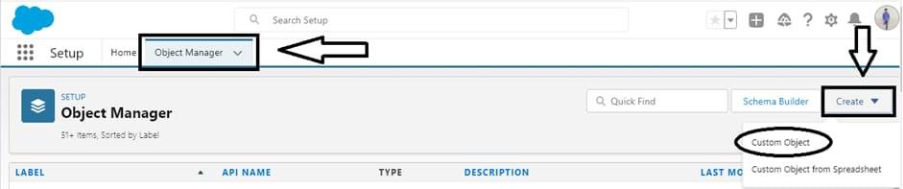 Search Setup
Setup Home Object Manager
SETUP
Object Manager
51+ Items, Sorted by Label
Quick Find Schema Builder Create
Custom Object
Custom Object from Spreadsheet
LABEL API NAME TYPE DESCRIPTION LAST MO